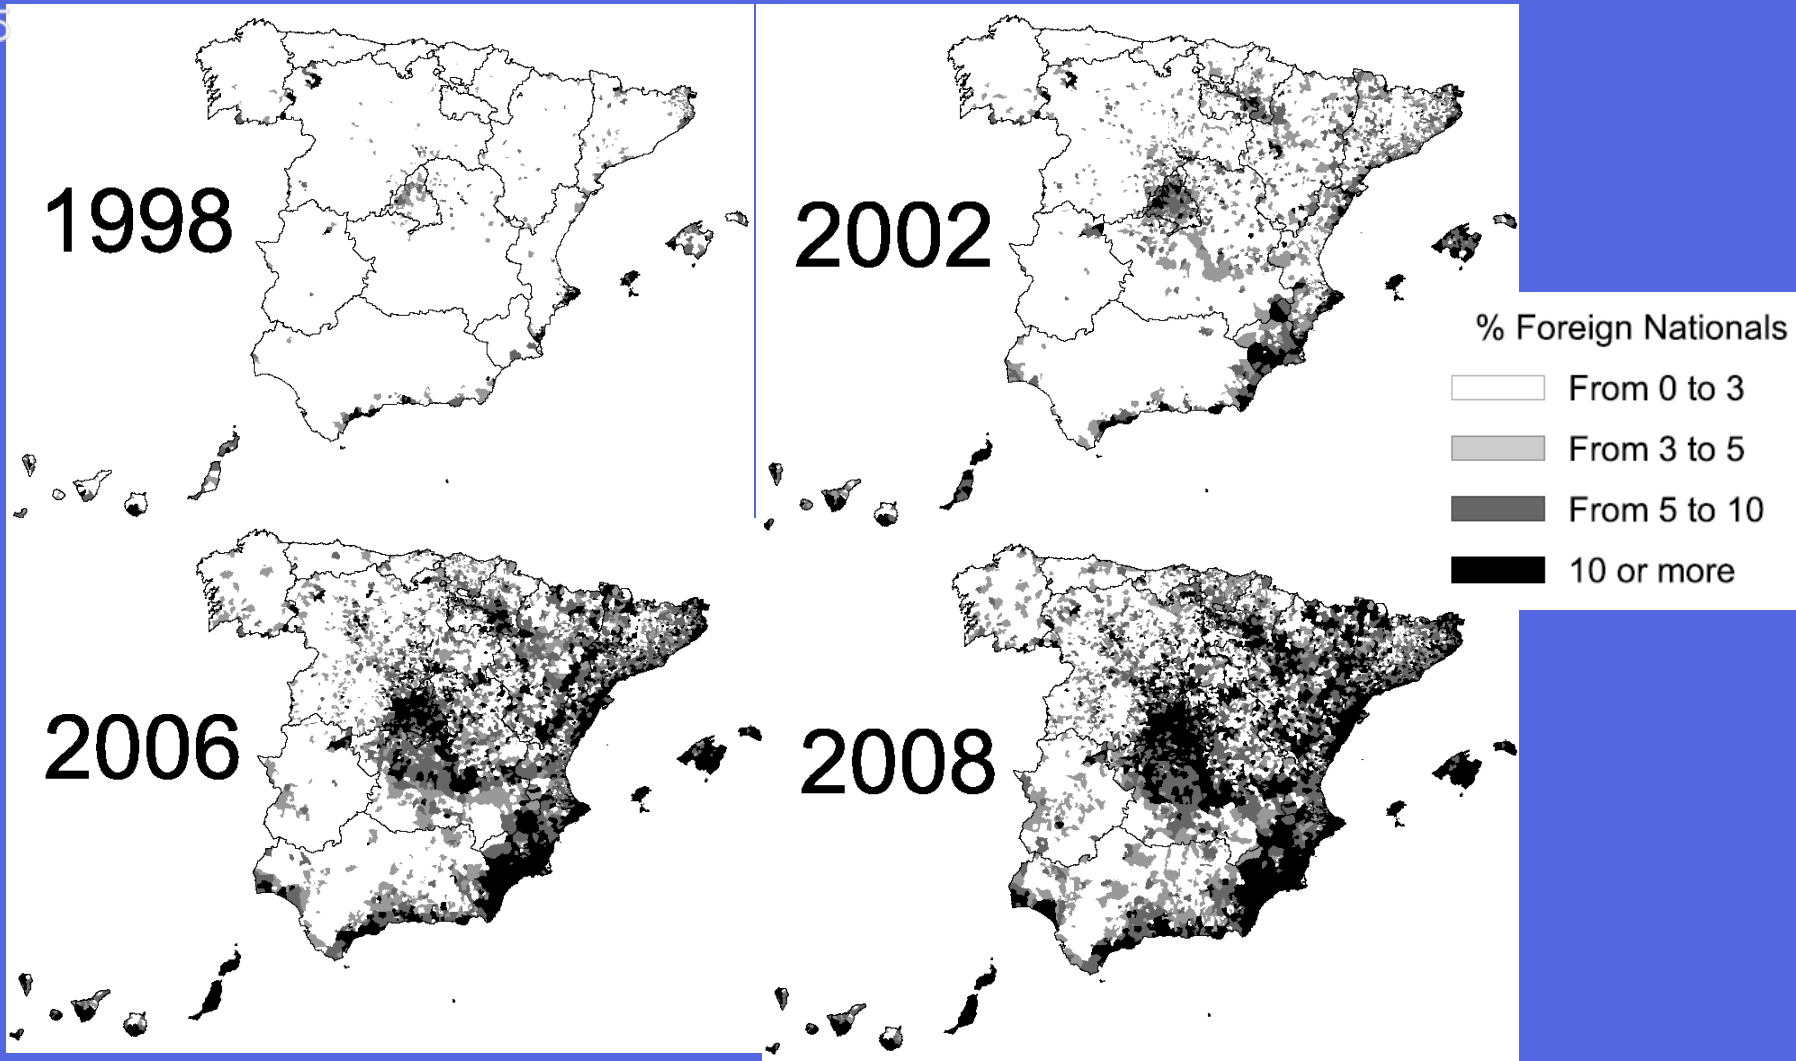 5
1998
2002
% Foreign Nationals
From 0 to 3
From 3 to 5
From 5 to 10
10 or more
2006
2008